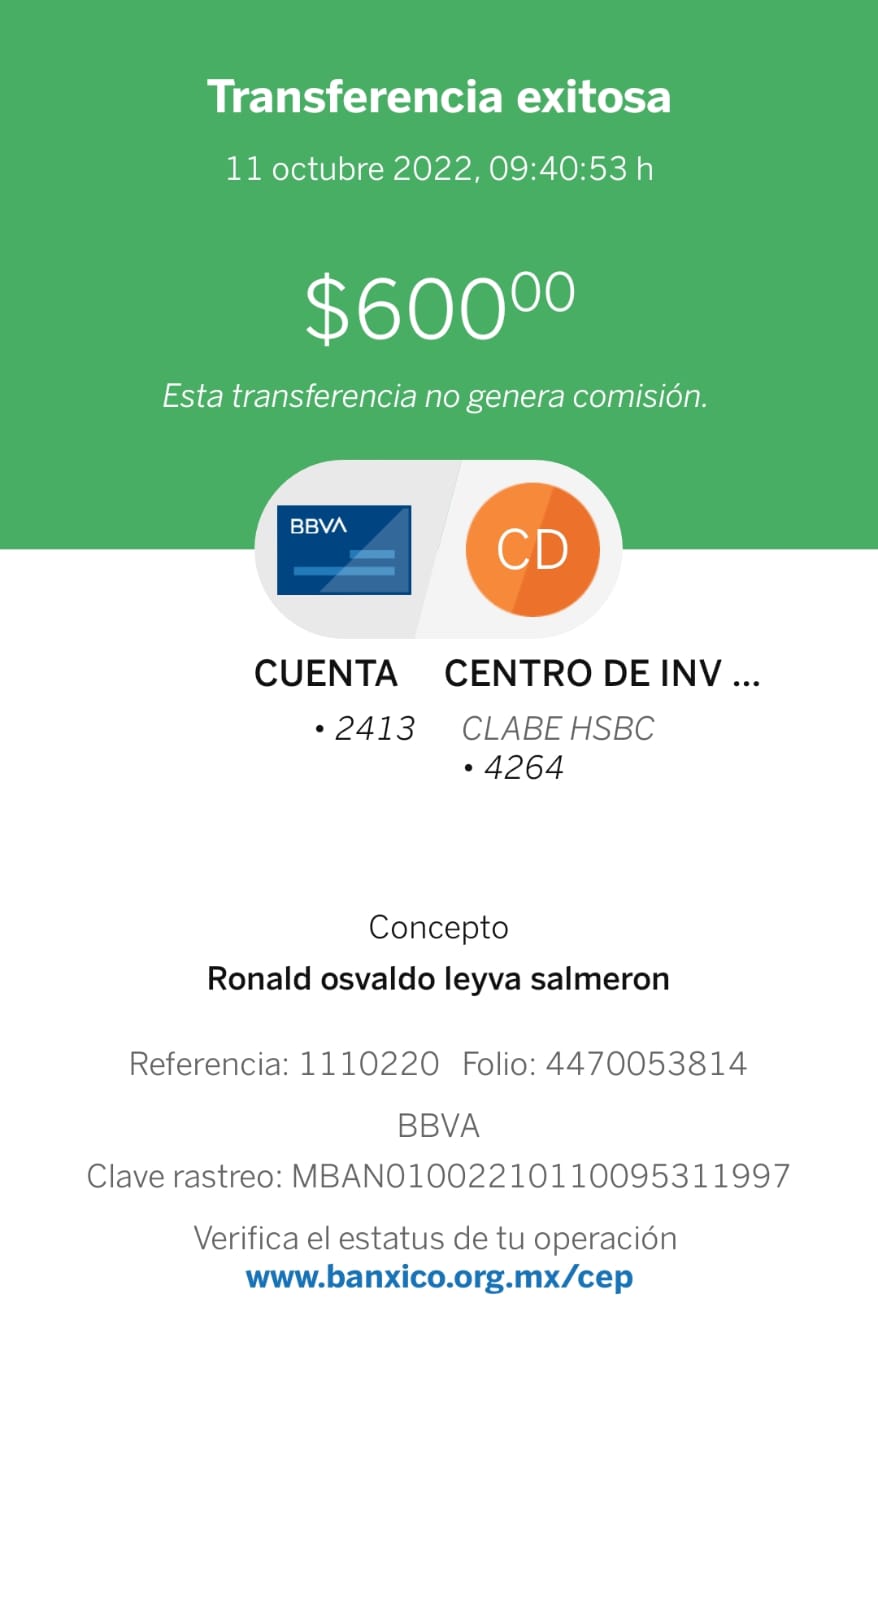 Transferencia exitosa
11 octubre 2022, 09:40:53 h
$600⁰⁰
Esta transferencia no genera comisión.
BBVA
CD
CUENTA
• 2413
CENTRO DE INV ...
CLABE HSBC
• 4264
Concepto
Ronald osvaldo leyva salmeron
Referencia: 1110220 Folio: 4470053814
BBVA
Clave rastreo: MBAN01002210110095311997
Verifica el estatus de tu operación
www.banxico.org.mx/cep